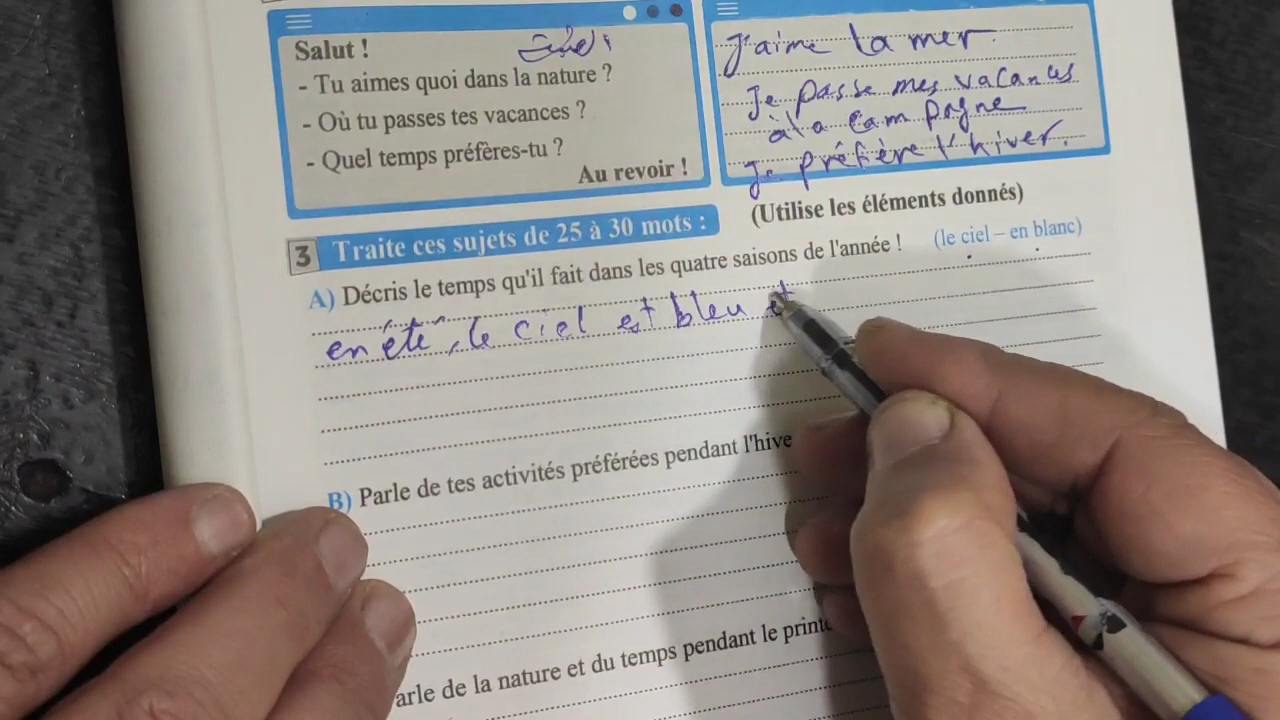 Salut !
- Tu aimes quoi dans la nature ?
- Où tu passes tes vacances ?
- Quel temps préfères-tu ?
Au revoir !
J'aime la mer.
Je passe mes vacances
à la campagne
Je préfère l'hiver.
3 Traite ces sujets de 25 à 30 mots :
(Utilise les éléments donnés)
A) Décris le temps qu'il fait dans les quatre saisons de l'année ! (le ciel – en blanc)
en été, le ciel est bleu et
B) Parle de tes activités préférées pendant l'hive
arle de la nature et du temps pendant le printe